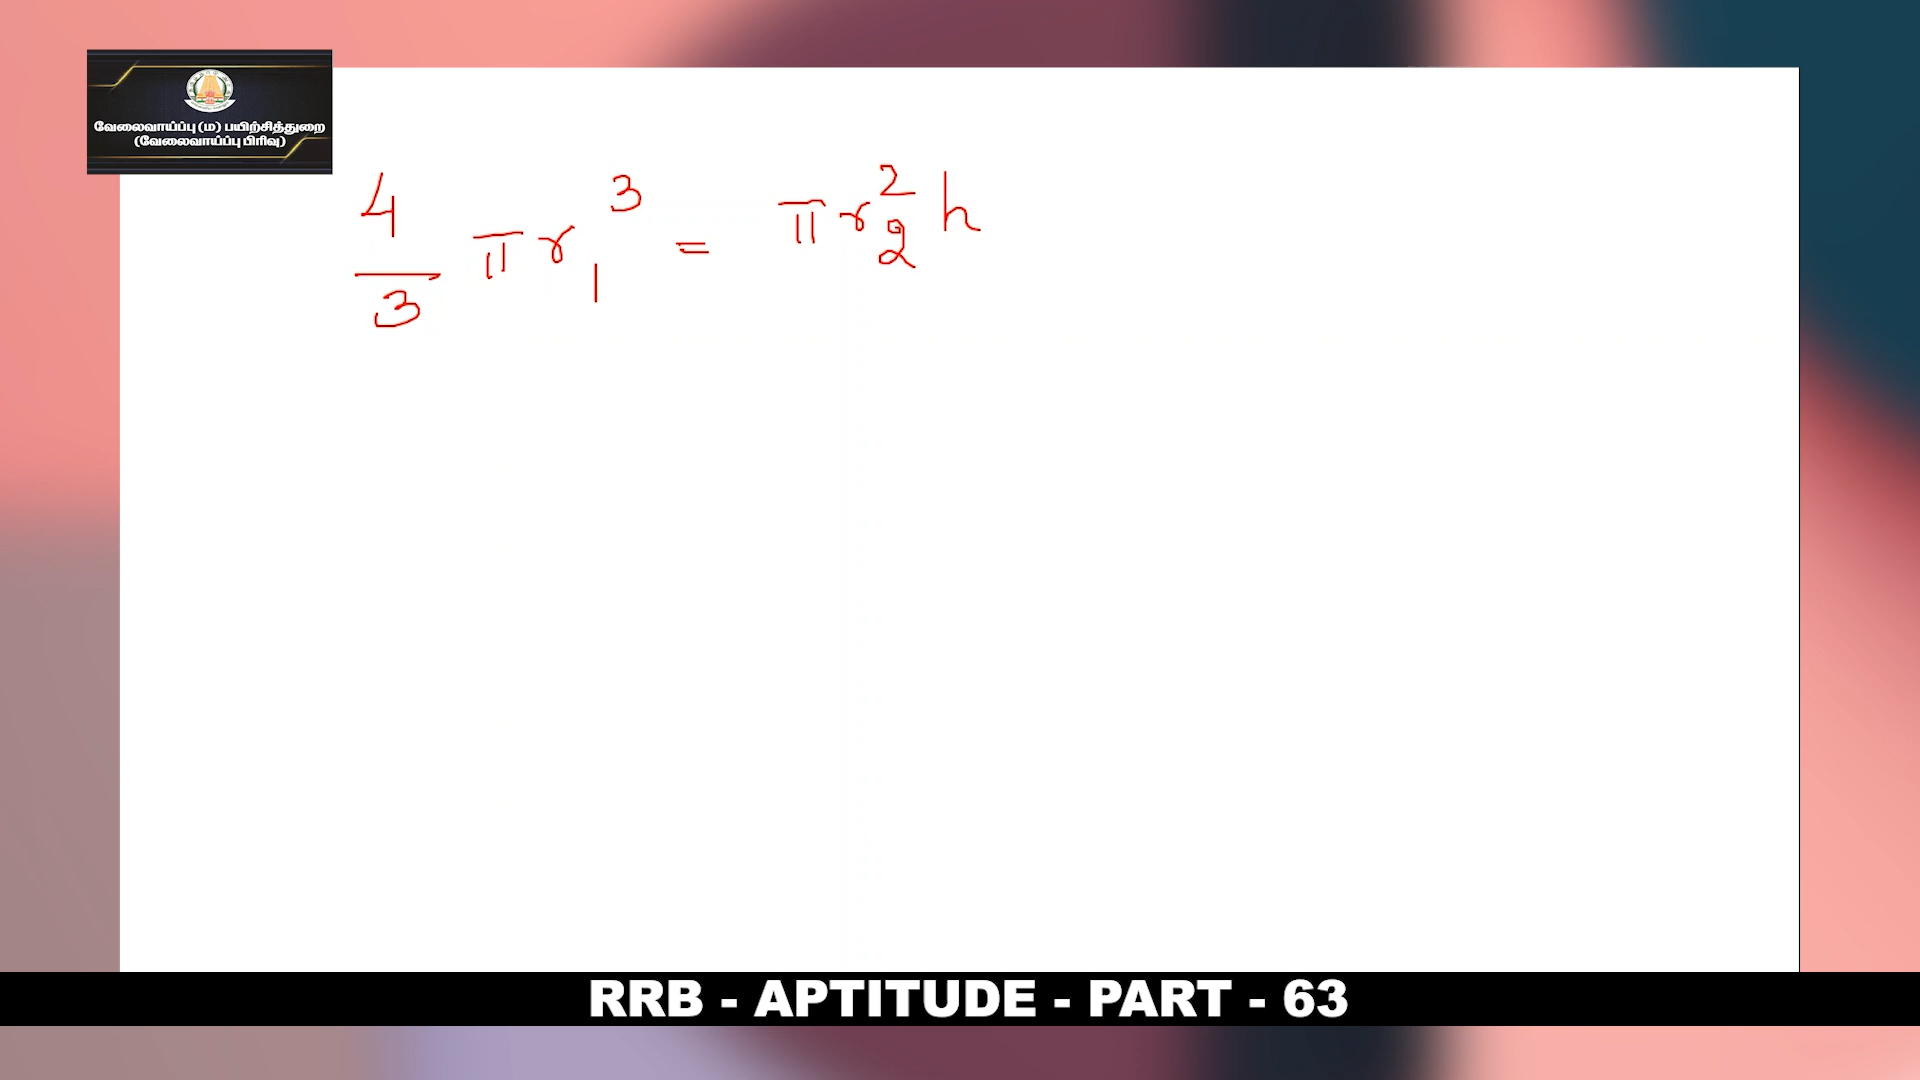 வேலைவாய்ப்பு (ம) பயிற்சித்துறை
(வேலைவாய்ப்பு பிரிவு)
4/3 πr₁³ = πr₂²h
RRB - APTITUDE - PART - 63